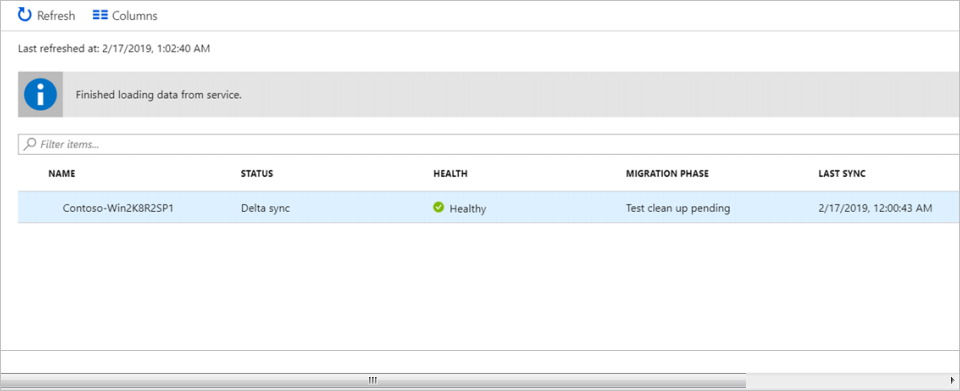 Refresh Columns
Last refreshed at: 2/17/2019, 1:02:40 AM
Finished loading data from service.
Filter items...
NAME STATUS HEALTH MIGRATION PHASE LAST SYNC
Contoso-Win2K8R2SP1 Delta sync Healthy Test clean up pending 2/17/2019, 12:00:43 AM